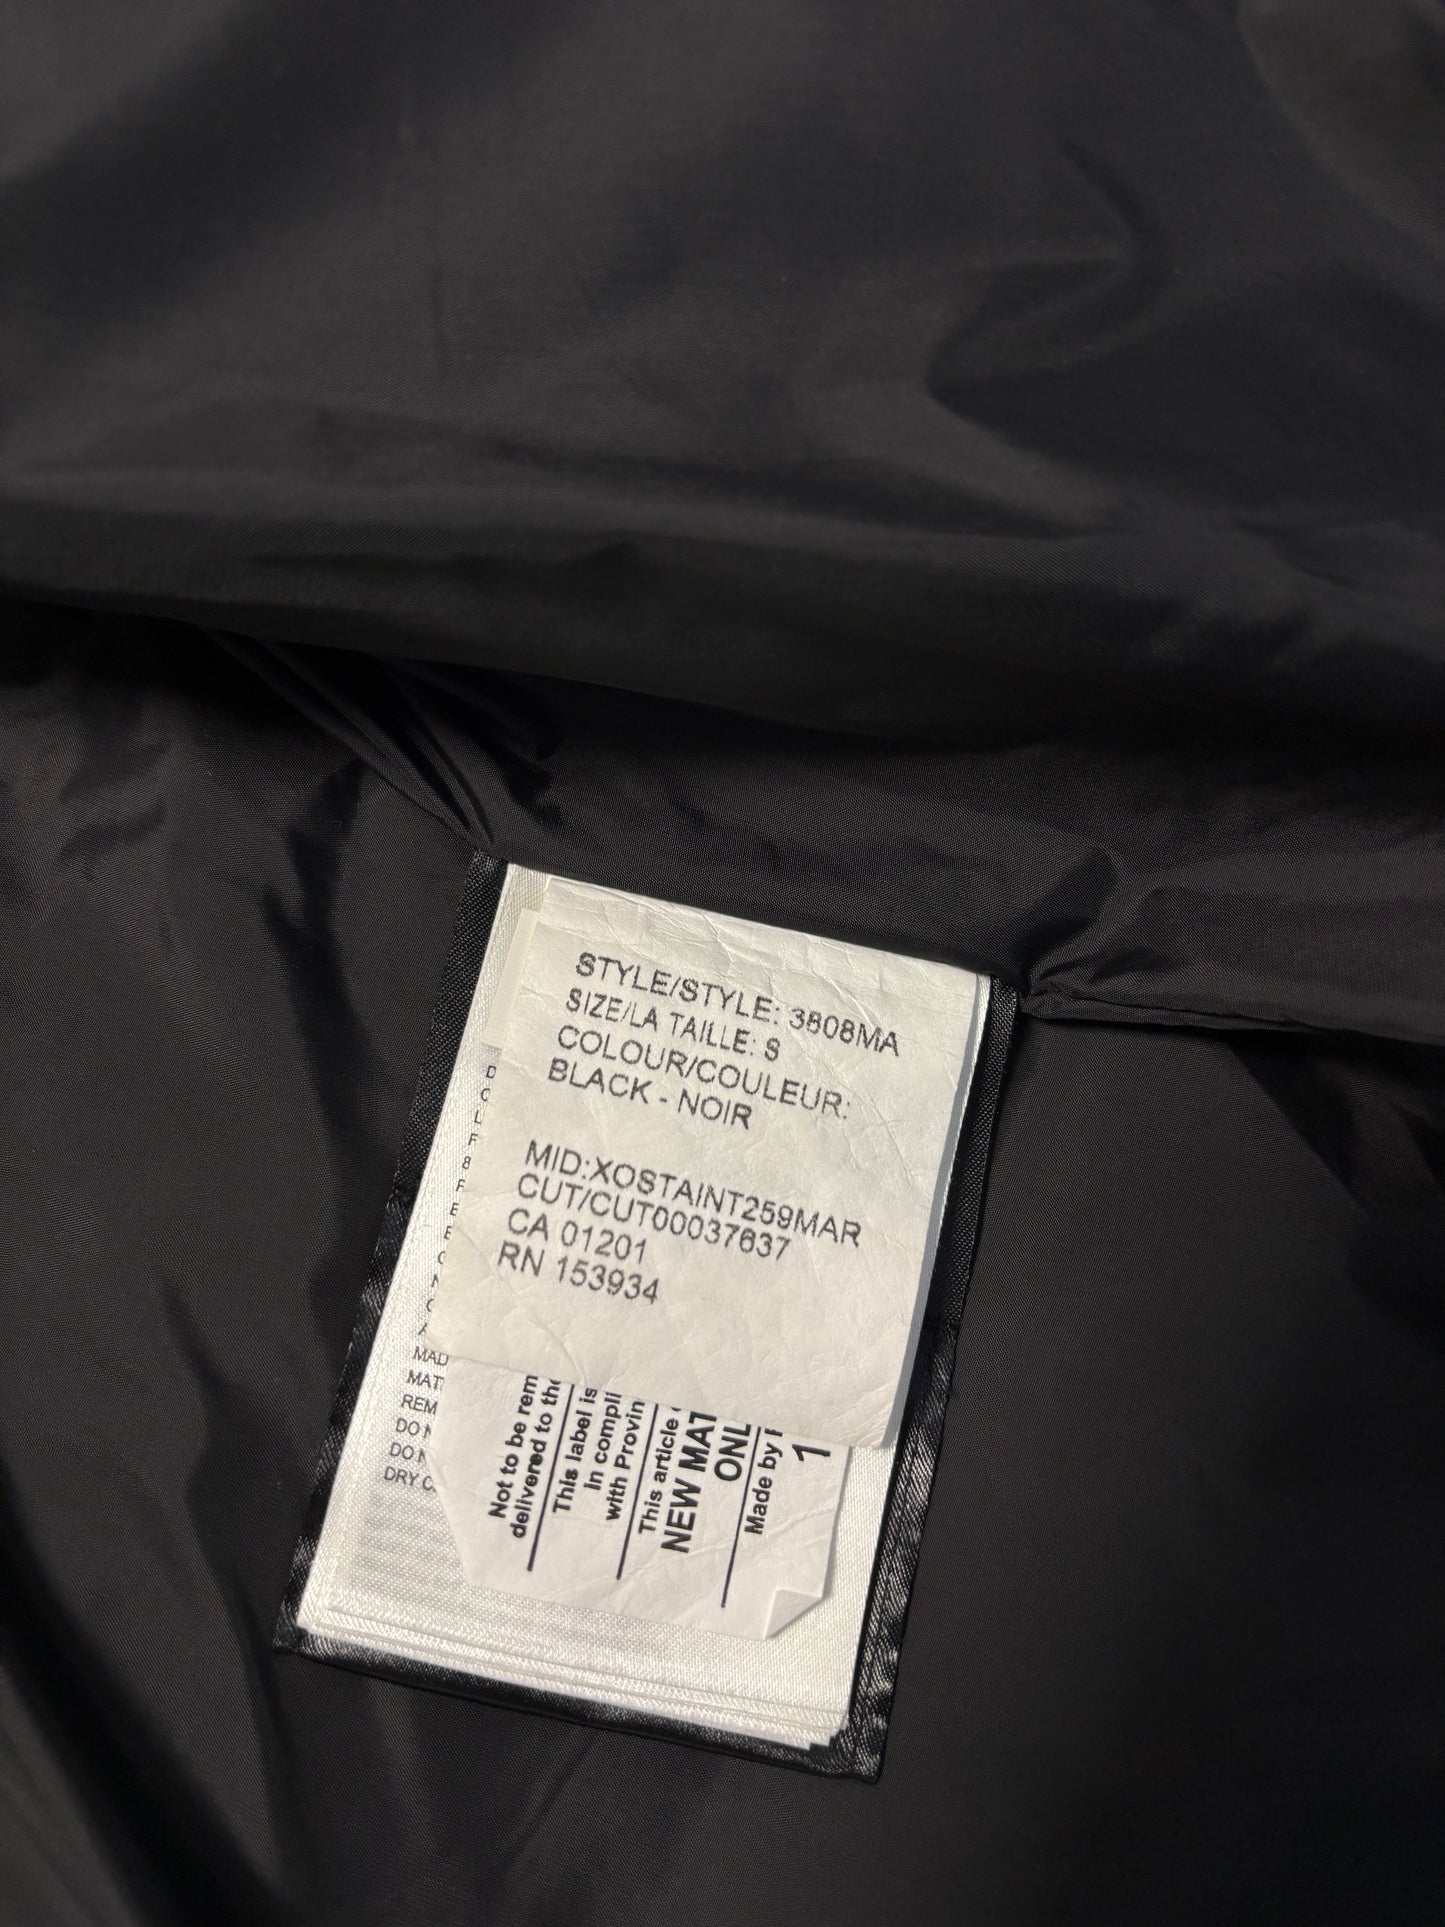 STYLE/STYLE: 3808MA
SIZE/LA TAILLE: S
COLOUR/COULEUR:
BLACK - NOIR
MID:XOSTAINT259MAR
CUT/CUT00037637
CA 01201
RN 153934
MAD
MAT
REM
DO N
DO N
DRY C
Not to be rem
delivered to the
This label is
In compli
with Provin
This article
NEW MAT
ONL
Made by
1